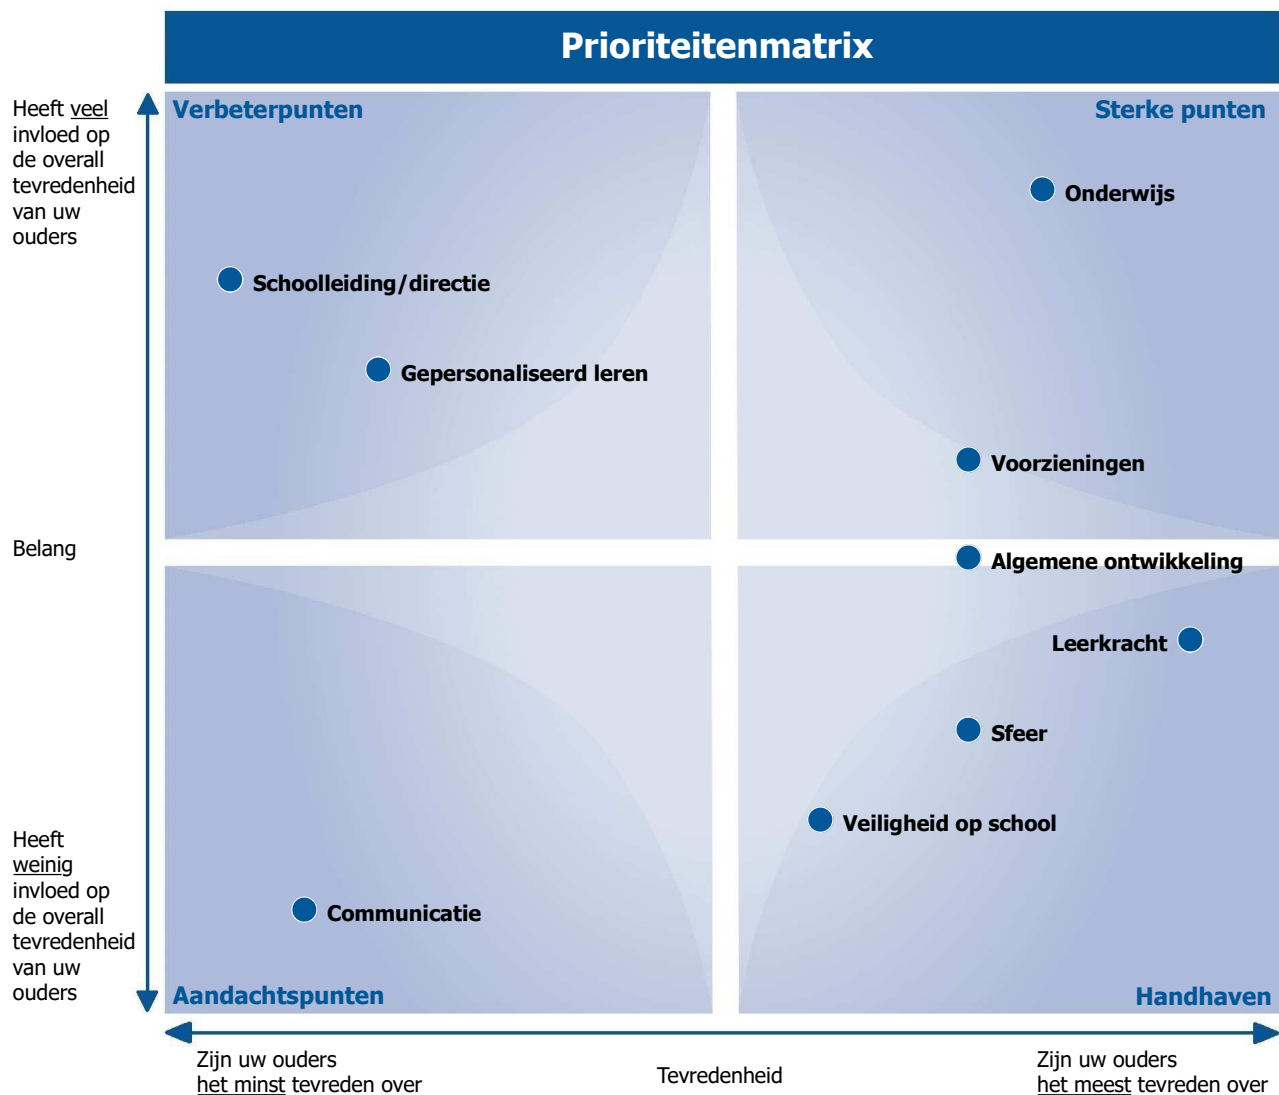 Prioriteitenmatrix
Heeft veel
invloed op
de overall
tevredenheid
van uw
ouders
Verbeterpunten
Sterke punten
Onderwijs
Schoolleiding/directie
Gepersonaliseerd leren
Voorzieningen
Belang
Algemene ontwikkeling
Leerkracht
Sfeer
Veiligheid op school
Heeft
weinig
invloed op
de overall
tevredenheid
van uw
ouders
Communicatie
Aandachtspunten
Handhaven
Zijn uw ouders
het minst tevreden over
Tevredenheid
Zijn uw ouders
het meest tevreden over